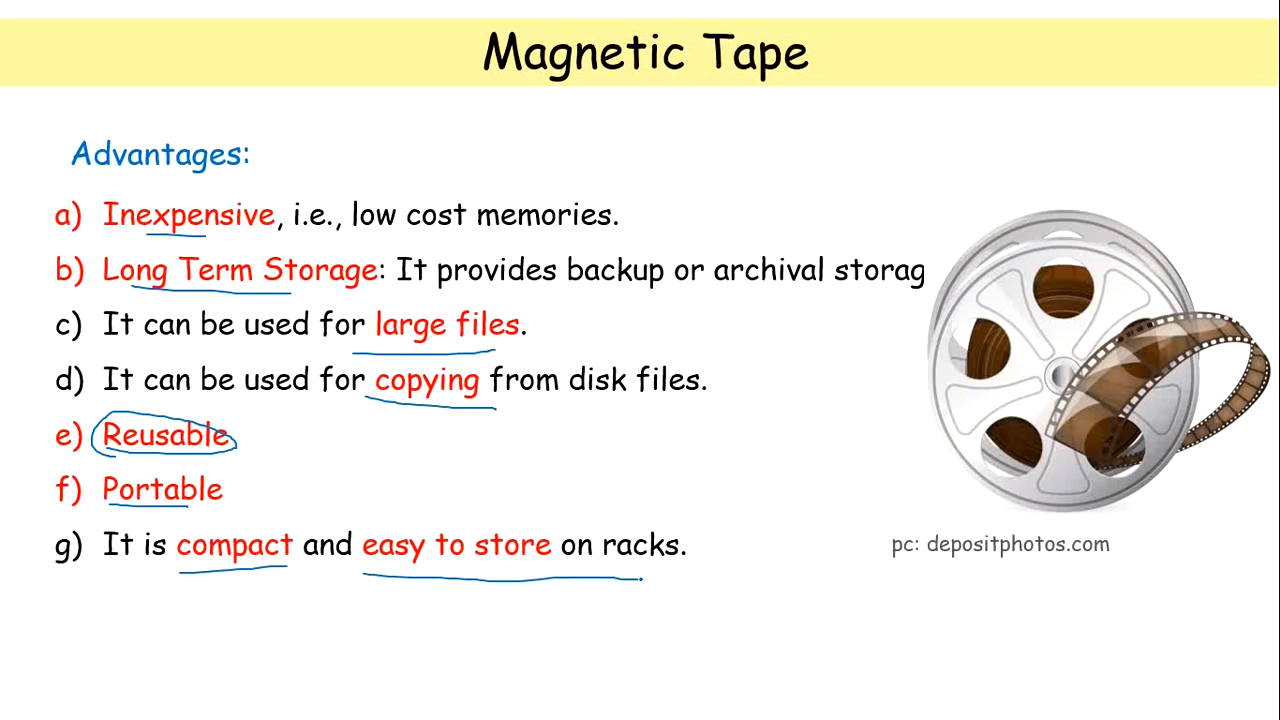 Magnetic Tape
Advantages:
a) Inexpensive, i.e., low cost memories.
b) Long Term Storage: It provides backup or archival storag
c) It can be used for large files.
d) It can be used for copying from disk files.
e) Reusable
f) Portable
g) It is compact and easy to store on racks.
pc: depositphotos.com